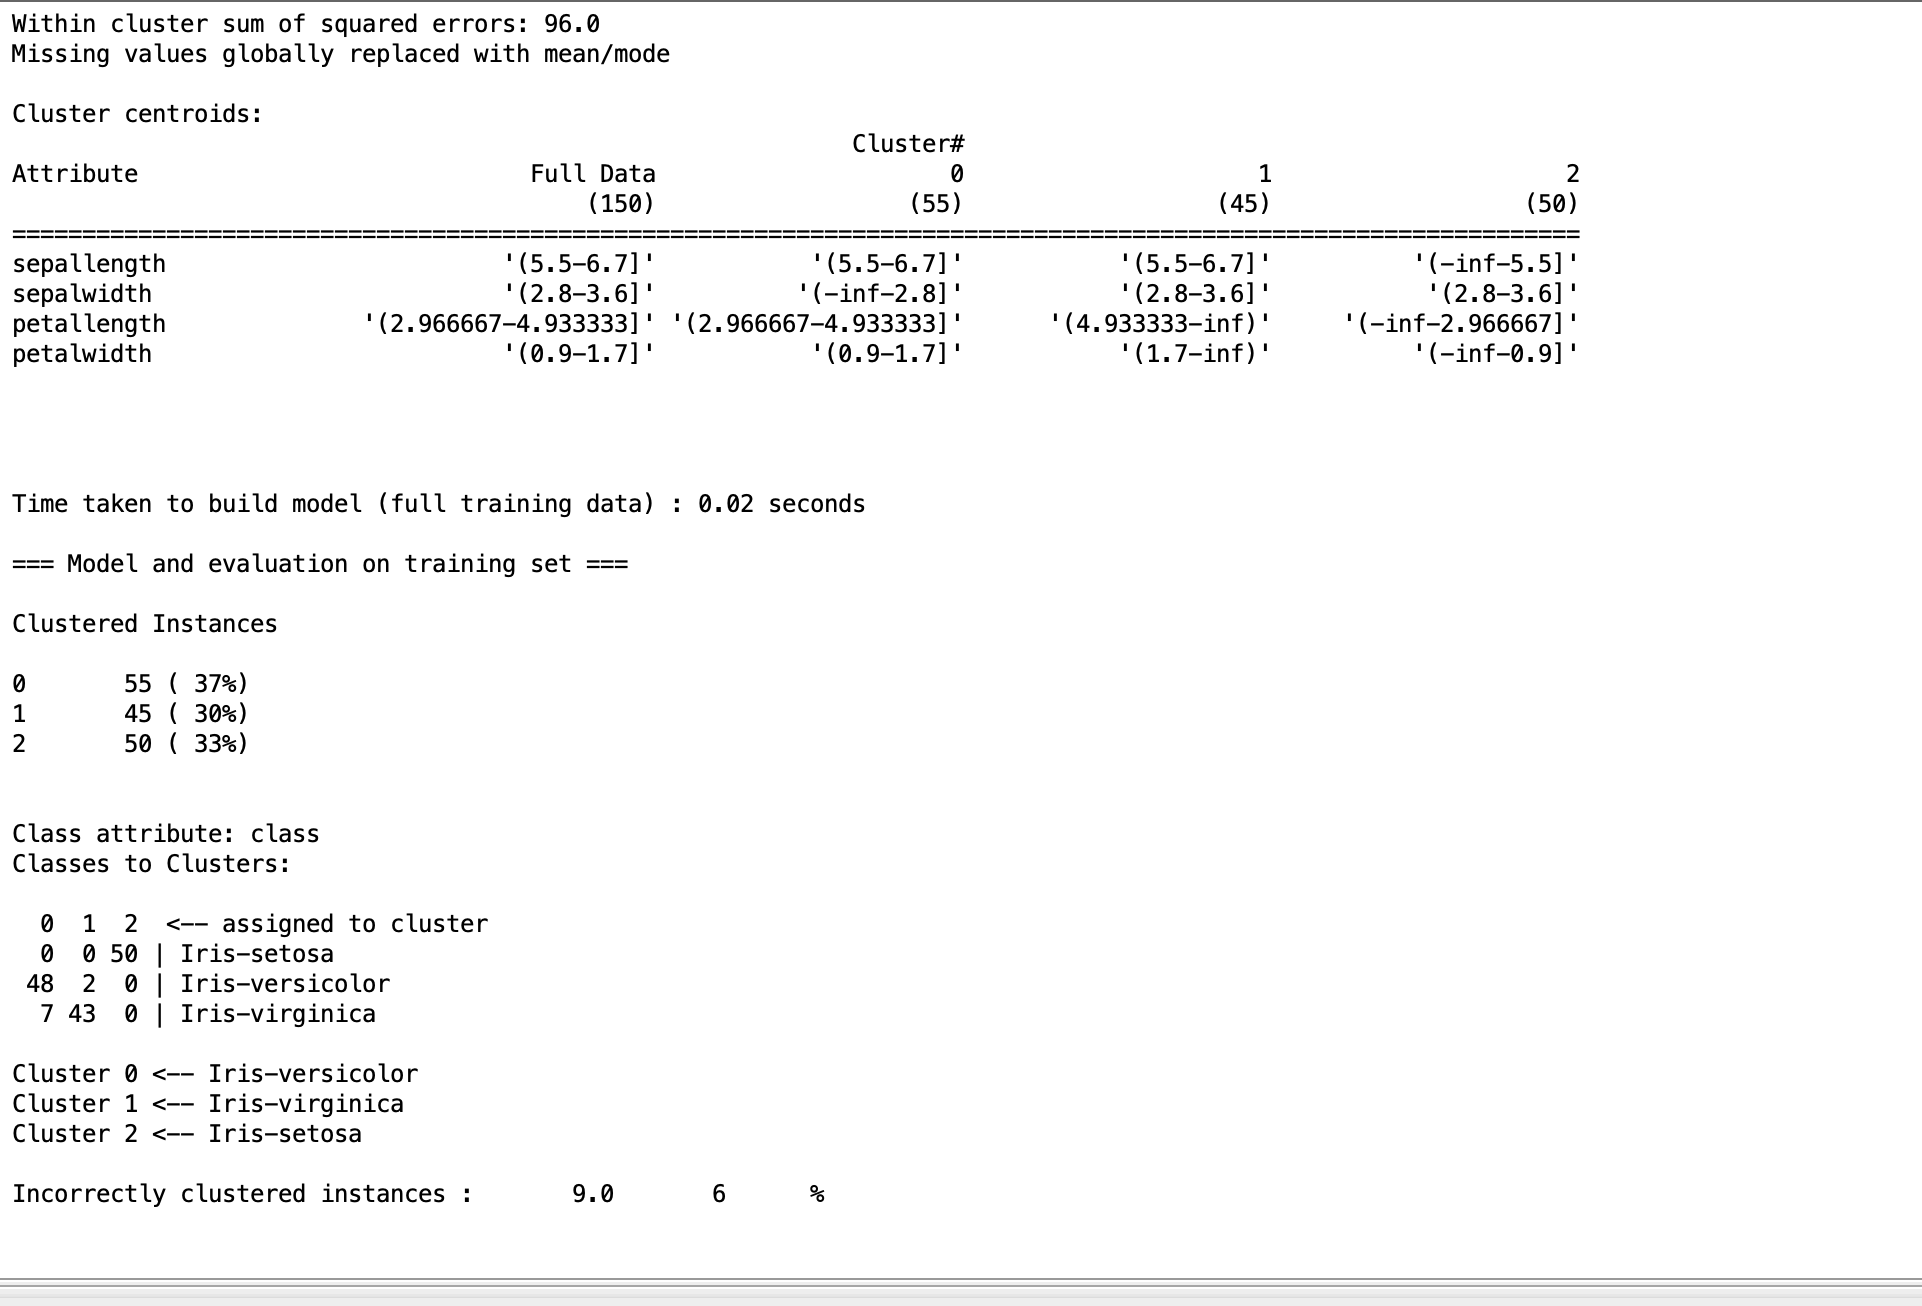 Within cluster sum of squared errors: 96.0
Missing values globally replaced with mean/mode
Cluster centroids:
Cluster#
Attribute Full Data 0 1 2
(150) (55) (45) (50)
================================================================================================================
sepallength '(5.5-6.7]' '(5.5-6.7]' '(5.5-6.7]' '(-inf-5.5]'
sepalwidth '(2.8-3.6]' '(-inf-2.8]' '(2.8-3.6]' '(2.8-3.6]'
petallength '(2.966667-4.933333]' '(2.966667-4.933333]' '(4.933333-inf)' '(-inf-2.966667]'
petalwidth '(0.9-1.7]' '(0.9-1.7]' '(1.7-inf)' '(-inf-0.9]'
Time taken to build model (full training data) : 0.02 seconds
=== Model and evaluation on training set ===
Clustered Instances
0 55 ( 37%)
1 45 ( 30%)
2 50 ( 33%)
Class attribute: class
Classes to Clusters:
0 1 2 <-- assigned to cluster
0 0 50 | Iris-setosa
48 2 0 | Iris-versicolor
7 43 0 | Iris-virginica
Cluster 0 <-- Iris-versicolor
Cluster 1 <-- Iris-virginica
Cluster 2 <-- Iris-setosa
Incorrectly clustered instances : 9.0 6 %